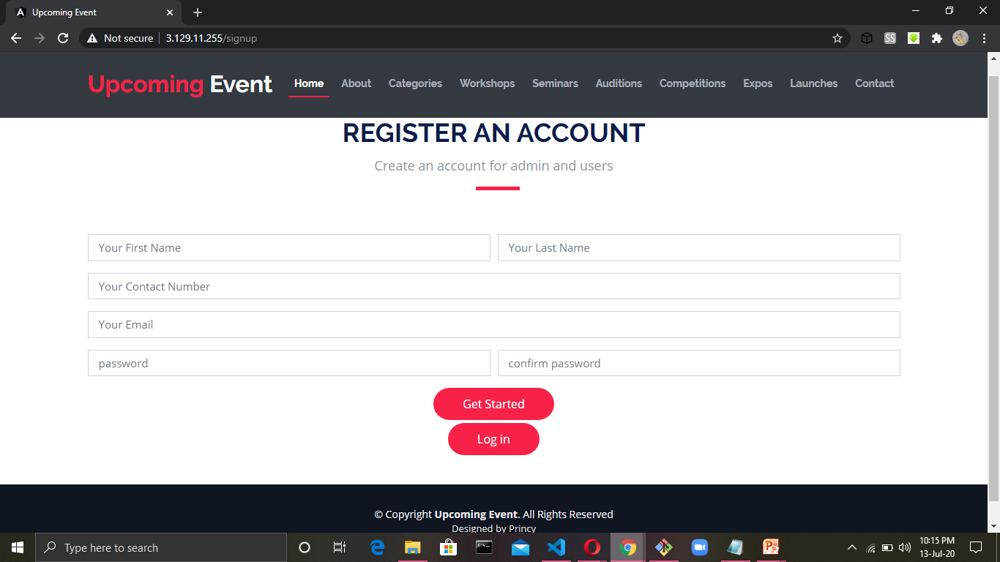 Upcoming Event
Not secure 3.129.11.255/signup
SS
Upcoming Event Home About Categories Workshops Seminars Auditions Competitions Expos Launches Contact
REGISTER AN ACCOUNT
Create an account for admin and users
Your First Name Your Last Name
Your Contact Number
Your Email
password confirm password
Get Started
Log in
© Copyright Upcoming Event. All Rights Reserved
Designed by Princy
Type here to search
10:15 PM
13-Jul-20